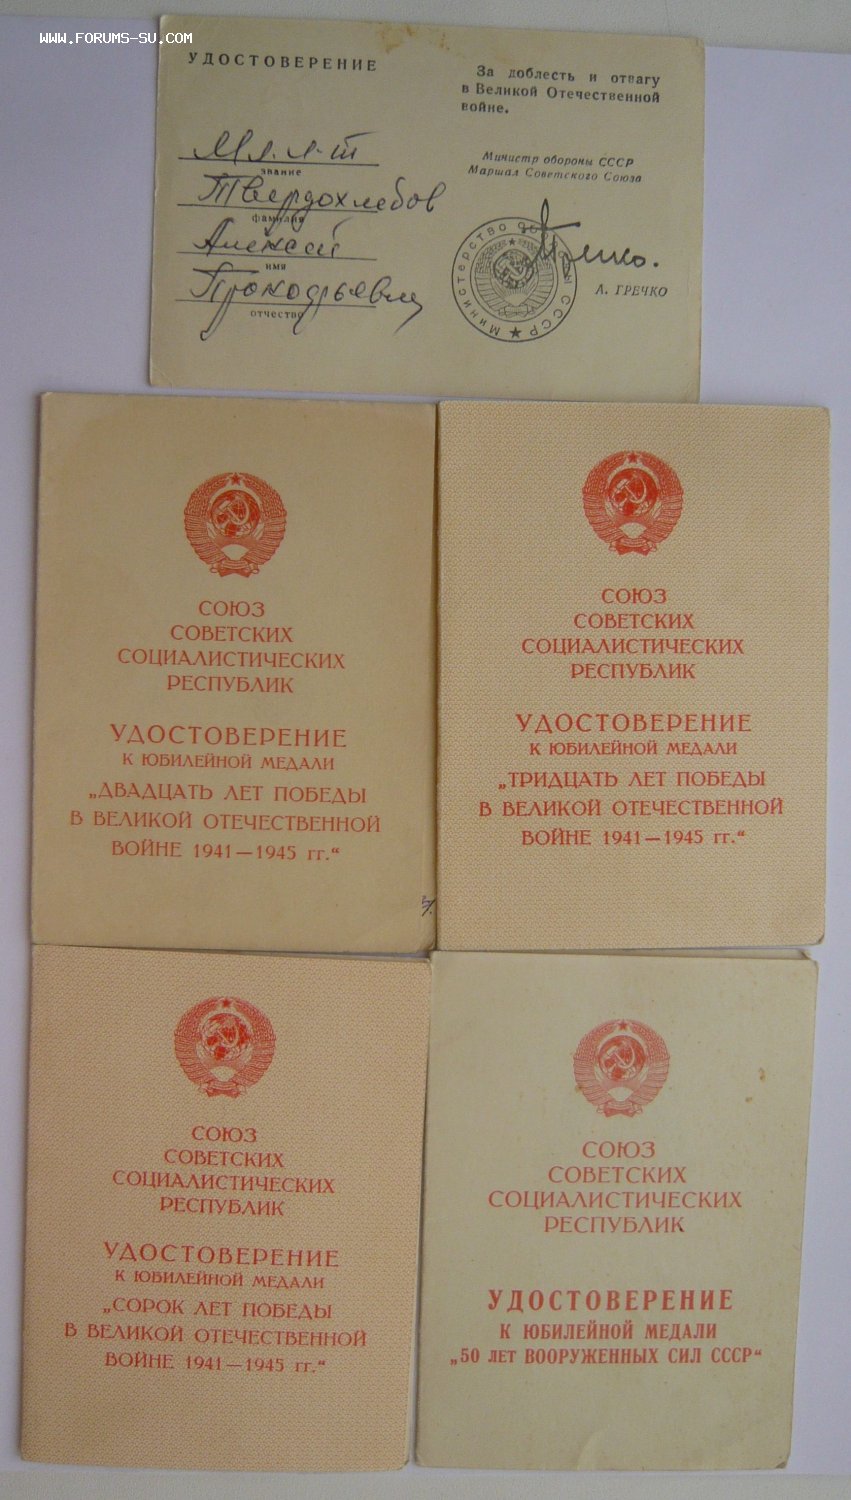 WWW.FORUMS-SU.COM
УДОСТОВЕРЕНИЕ
Мл. л-т
звание
Твердохлебов
фамилия
Алексей
имя
Прокофьевич
отчество
За доблесть и отвагу
в Великой Отечественной
войне.
Министр обороны СССР
Маршал Советского Союза
Министерство Обороны СССР
Гречко.
А. ГРЕЧКО
СОЮЗ
СОВЕТСКИХ
СОЦИАЛИСТИЧЕСКИХ
РЕСПУБЛИК
УДОСТОВЕРЕНИЕ
К ЮБИЛЕЙНОЙ МЕДАЛИ
„ДВАДЦАТЬ ЛЕТ ПОБЕДЫ
В ВЕЛИКОЙ ОТЕЧЕСТВЕННОЙ
ВОЙНЕ 1941—1945 гг.“
СОЮЗ
СОВЕТСКИХ
СОЦИАЛИСТИЧЕСКИХ
РЕСПУБЛИК
УДОСТОВЕРЕНИЕ
К ЮБИЛЕЙНОЙ МЕДАЛИ
„ТРИДЦАТЬ ЛЕТ ПОБЕДЫ
В ВЕЛИКОЙ ОТЕЧЕСТВЕННОЙ
ВОЙНЕ 1941—1945 гг.“
СОЮЗ
СОВЕТСКИХ
СОЦИАЛИСТИЧЕСКИХ
РЕСПУБЛИК
УДОСТОВЕРЕНИЕ
К ЮБИЛЕЙНОЙ МЕДАЛИ
„СОРОК ЛЕТ ПОБЕДЫ
В ВЕЛИКОЙ ОТЕЧЕСТВЕННОЙ
ВОЙНЕ 1941—1945 гг.“
СОЮЗ
СОВЕТСКИХ
СОЦИАЛИСТИЧЕСКИХ
РЕСПУБЛИК
УДОСТОВЕРЕНИЕ
К ЮБИЛЕЙНОЙ МЕДАЛИ
„50 ЛЕТ ВООРУЖЕННЫХ СИЛ СССР“